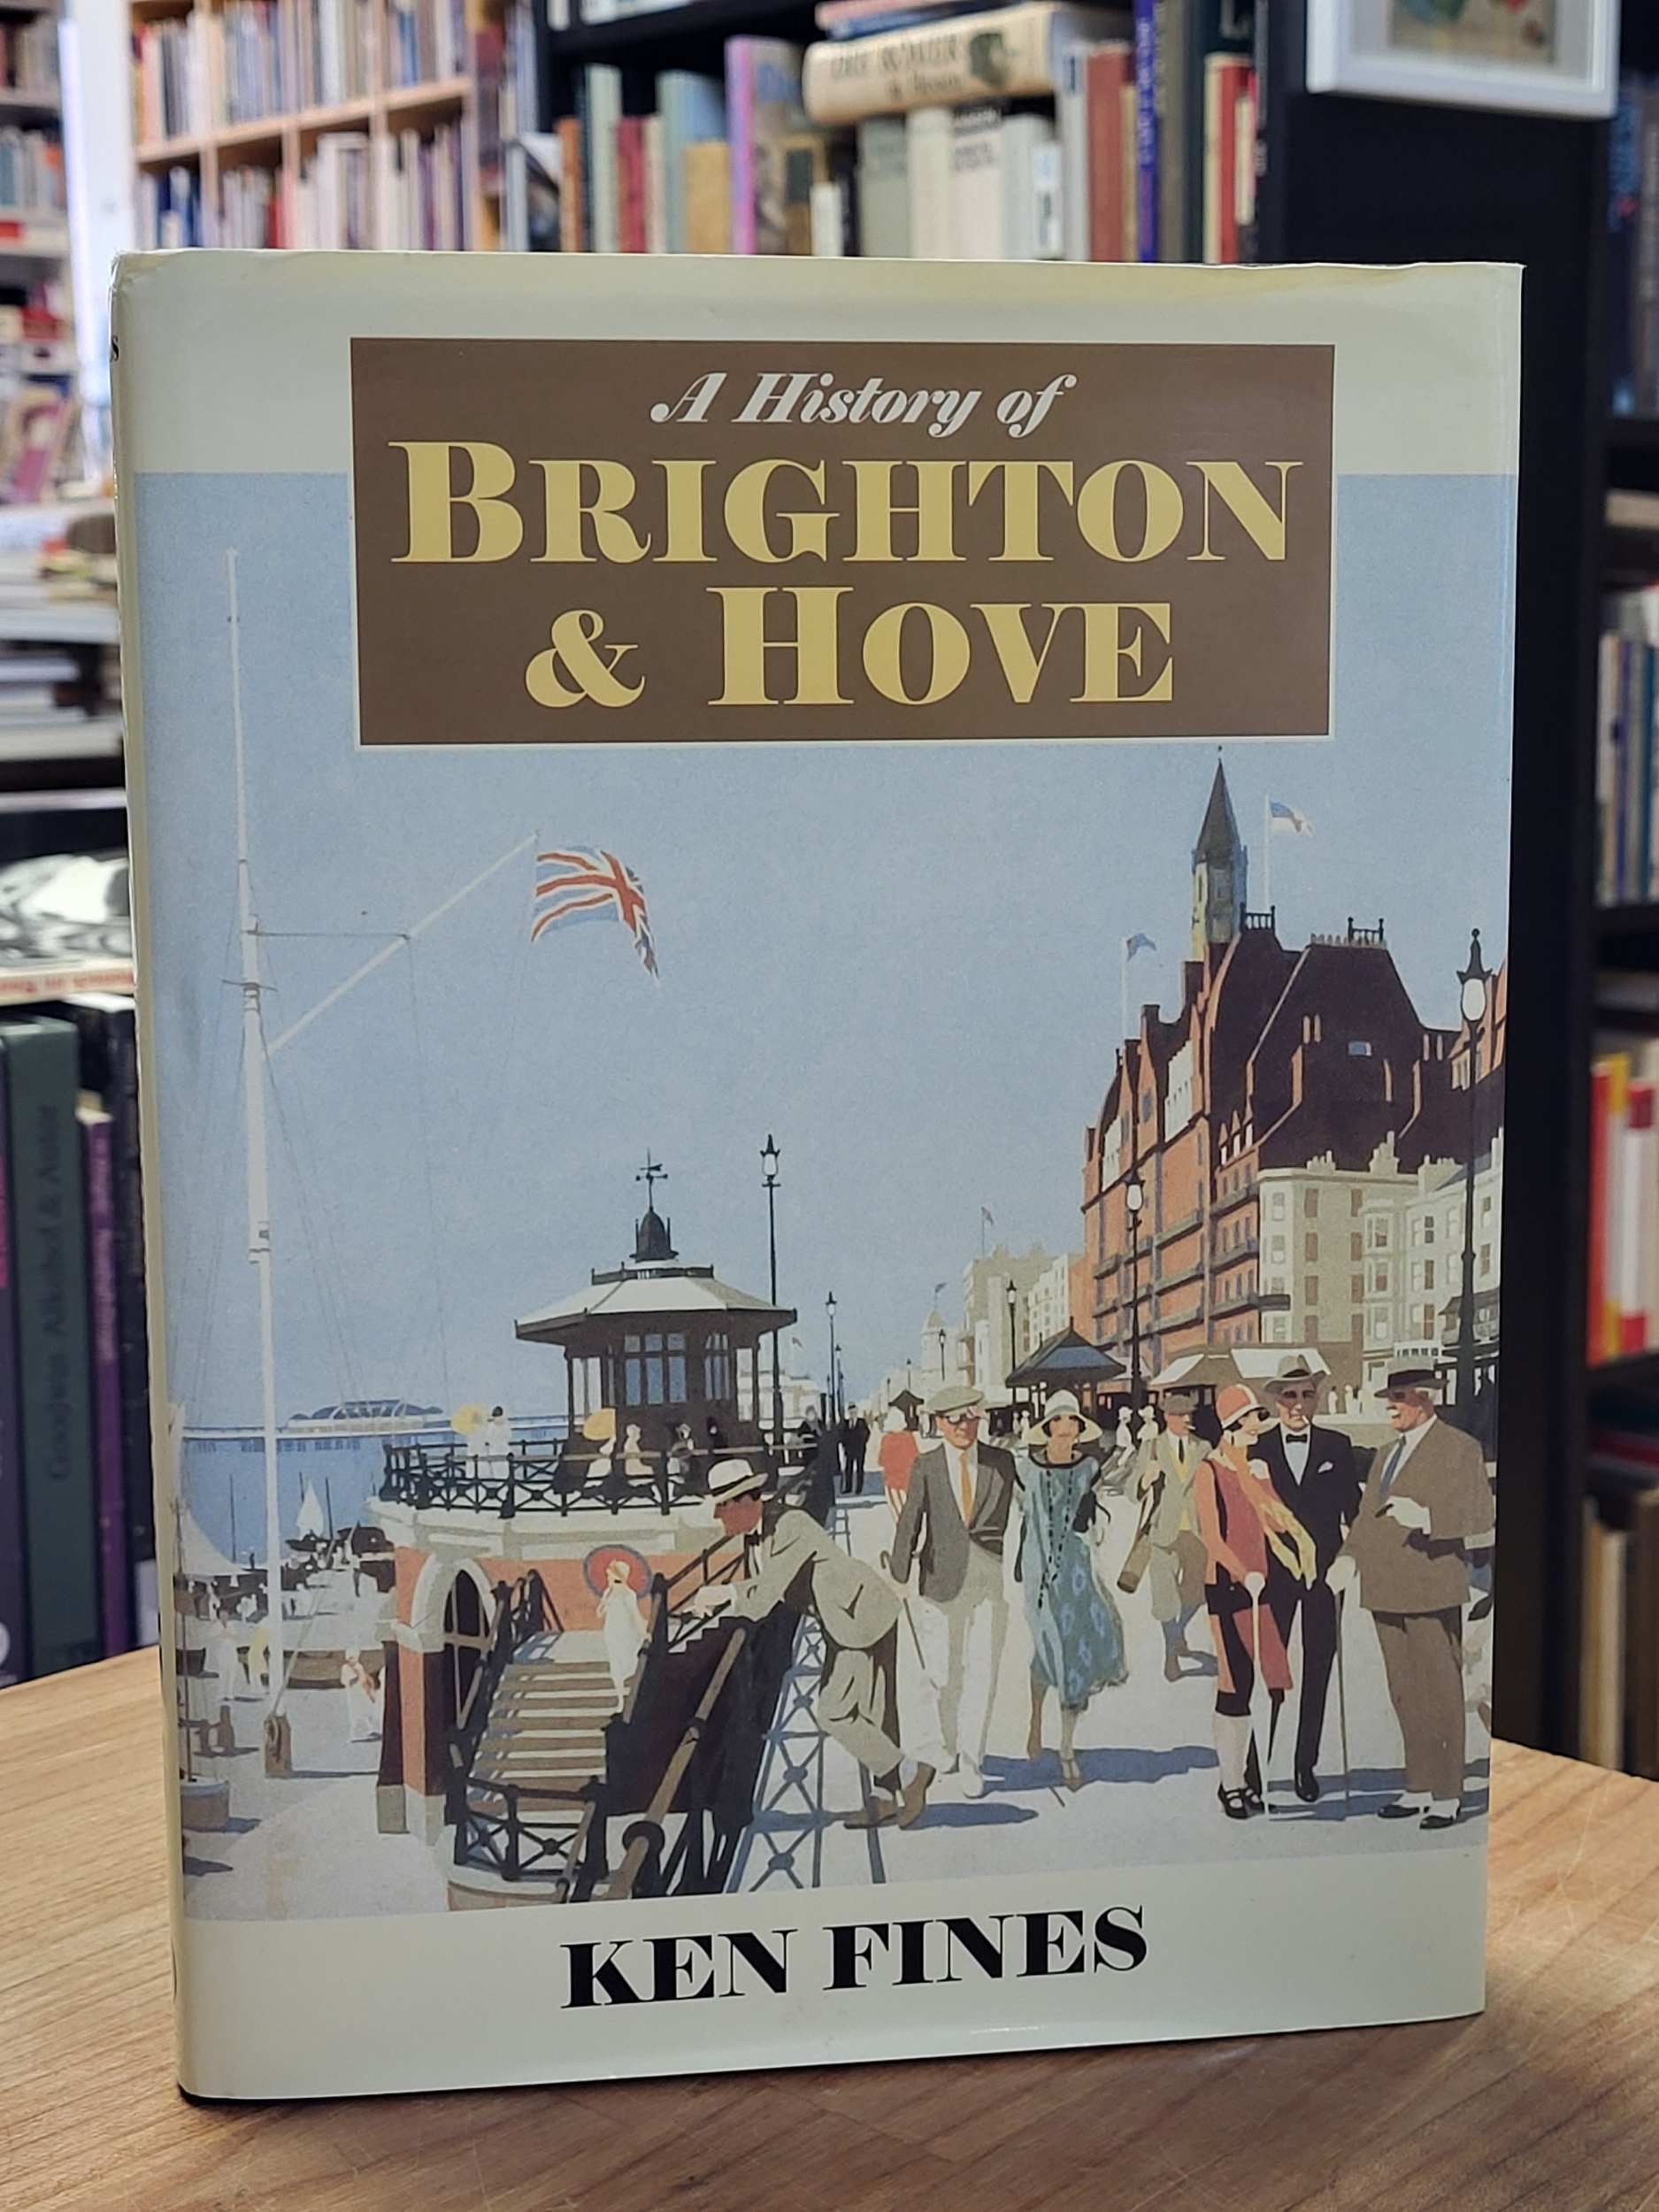 A History of
BRIGHTON
& HOVE
KEN FINES